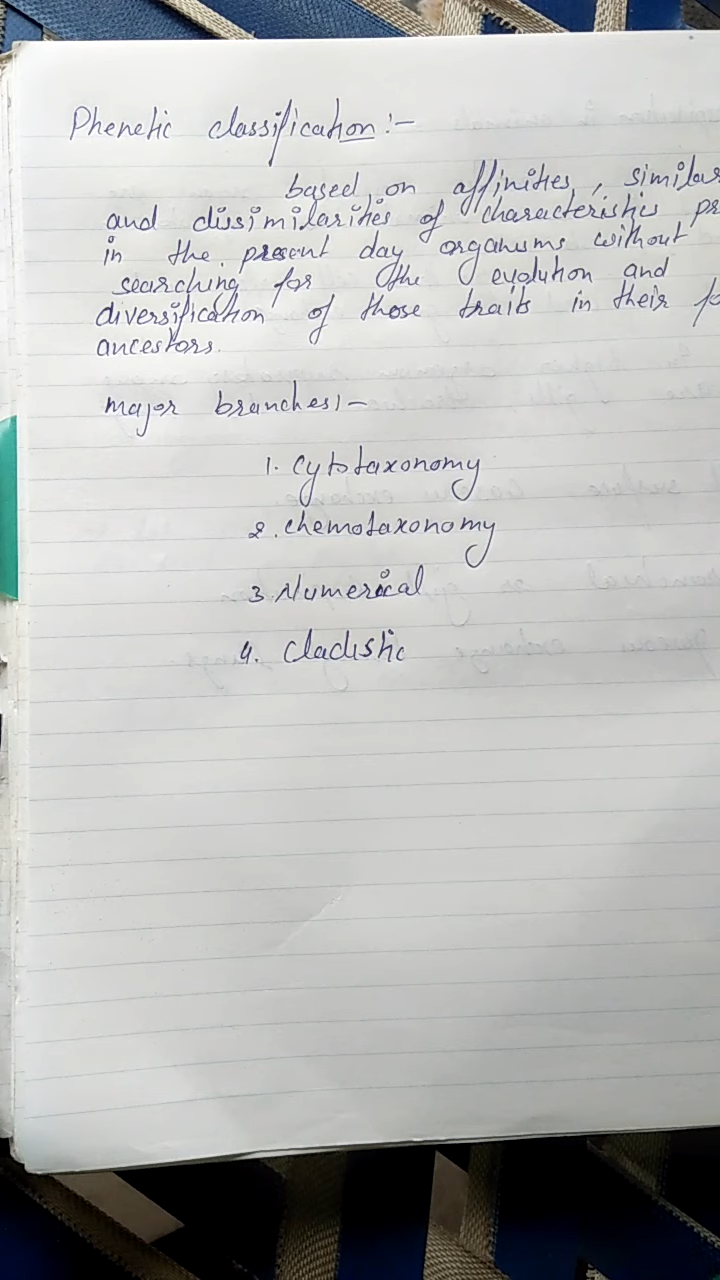 Phenetic classification :-
based on affinities, similar
and dissimilarities of characteristics pr
in the present day organisms without
searching for the evolution and
diversification of those traits in their fo
ancestors.
Major branches:-
1. Cytotaxonomy
2. chemotaxonomy
3. Numerical
4. Cladistic